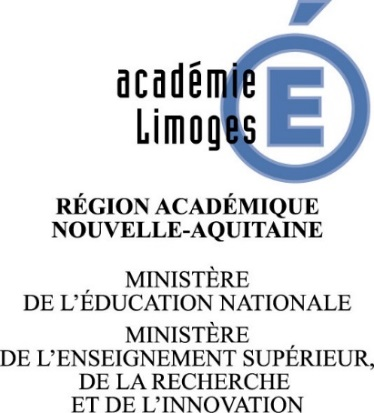 académie
Limoges
É
RÉGION ACADÉMIQUE
NOUVELLE-AQUITAINE
MINISTÈRE
DE L'ÉDUCATION NATIONALE
MINISTÈRE
DE L'ENSEIGNEMENT SUPÉRIEUR,
DE LA RECHERCHE
ET DE L'INNOVATION